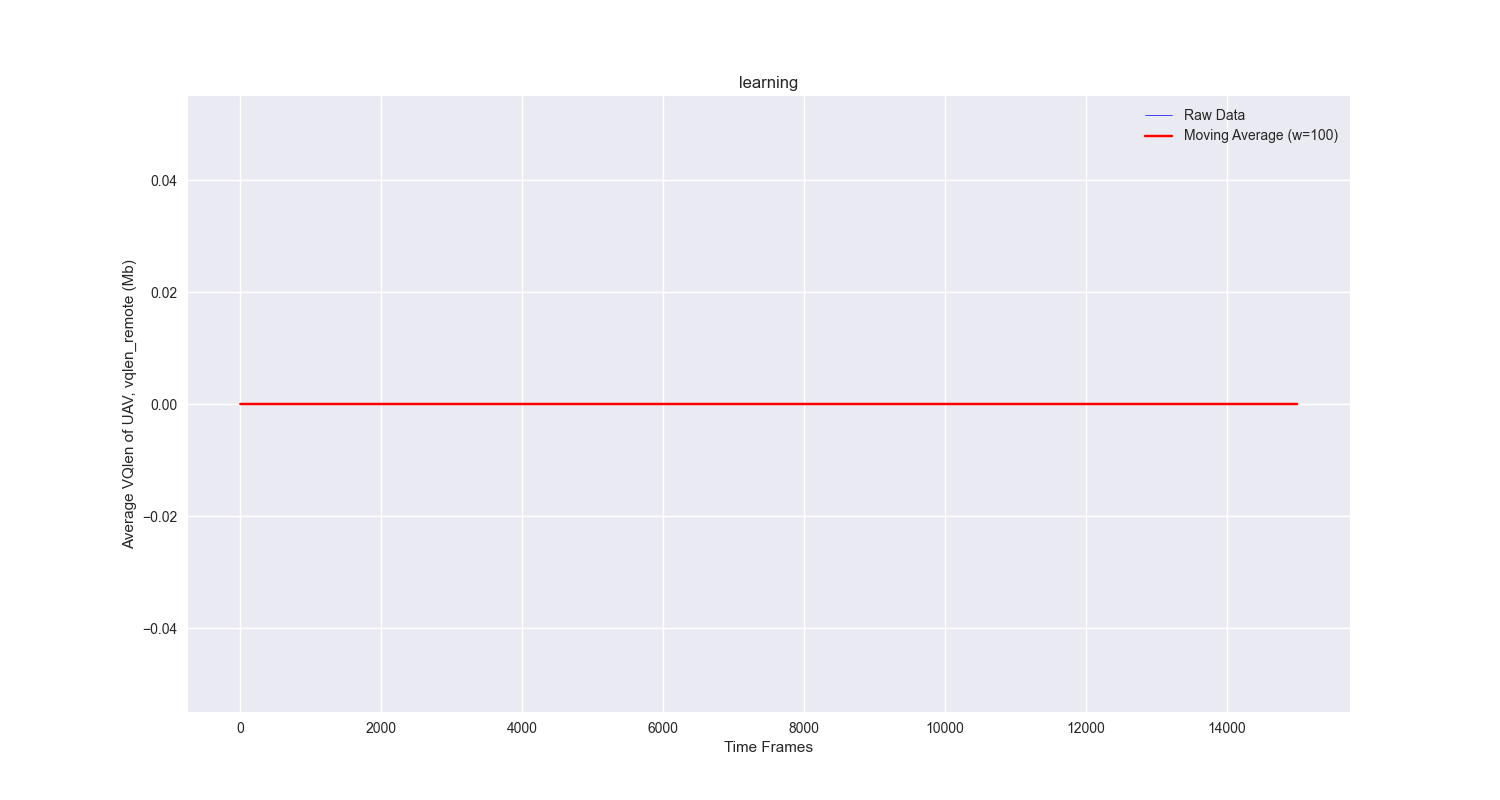 learning
Raw Data
Moving Average (w=100)
Average VQlen of UAV, vqlen_remote (Mb)
0.04
0.02
0.00
−0.02
−0.04
0 2000 4000 6000 8000 10000 12000 14000
Time Frames